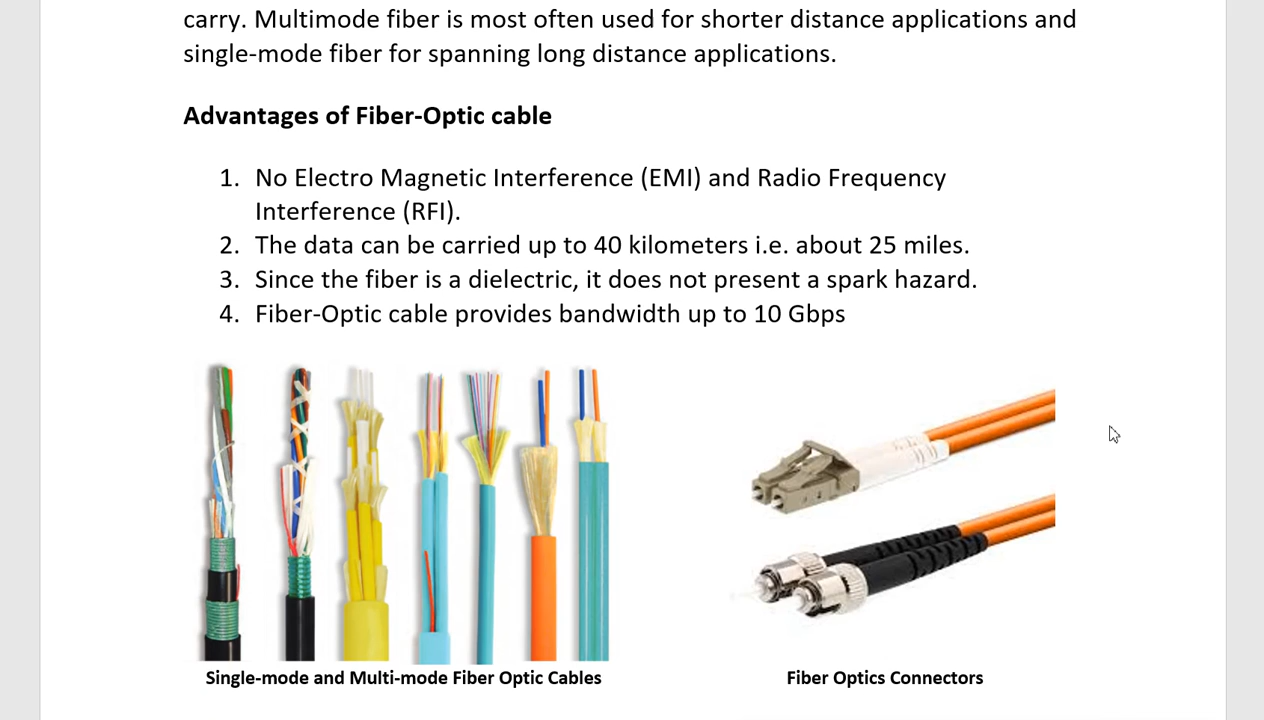 carry. Multimode fiber is most often used for shorter distance applications and
single-mode fiber for spanning long distance applications.
Advantages of Fiber-Optic cable
1. No Electro Magnetic Interference (EMI) and Radio Frequency
Interference (RFI).
2. The data can be carried up to 40 kilometers i.e. about 25 miles.
3. Since the fiber is a dielectric, it does not present a spark hazard.
4. Fiber-Optic cable provides bandwidth up to 10 Gbps
Single-mode and Multi-mode Fiber Optic Cables
Fiber Optics Connectors